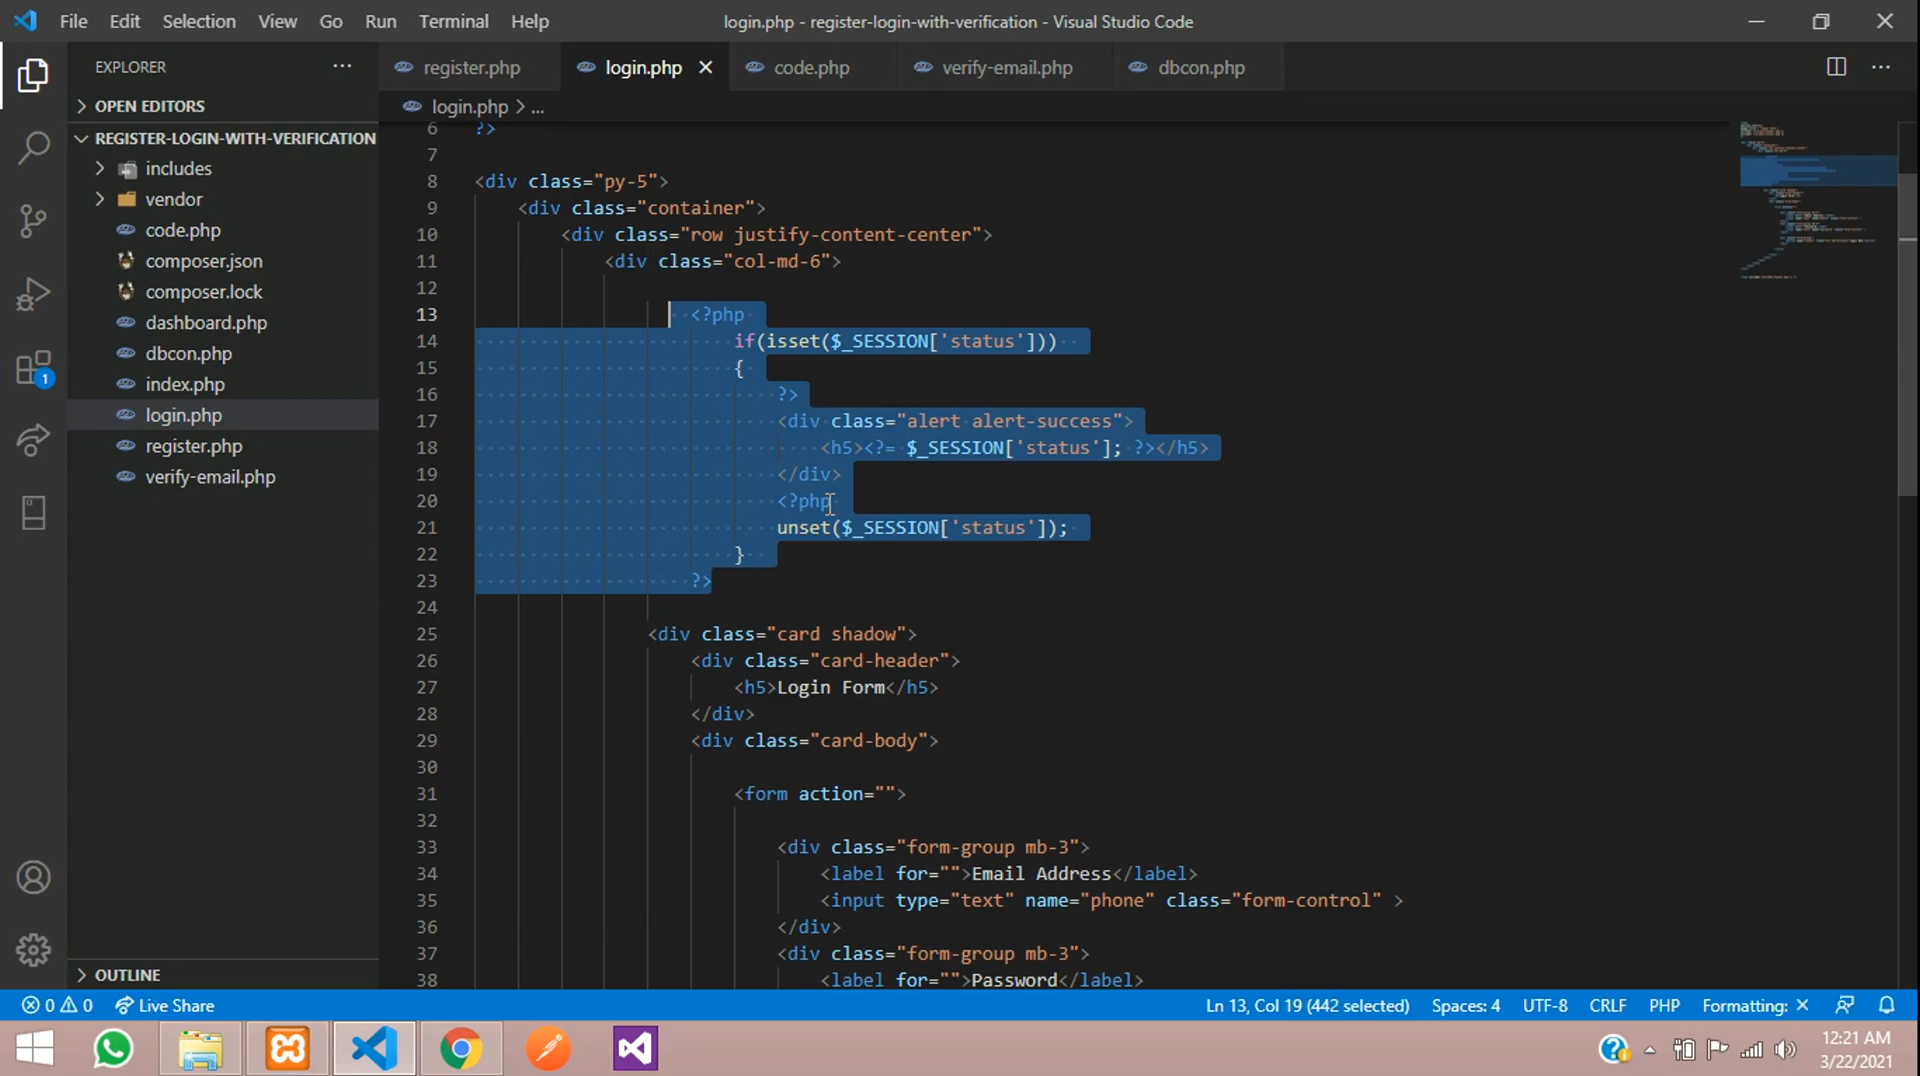 File Edit Selection View Go Run Terminal Help
login.php - register-login-with-verification - Visual Studio Code
EXPLORER
OPEN EDITORS
REGISTER-LOGIN-WITH-VERIFICATION
includes
vendor
code.php
composer.json
composer.lock
dashboard.php
dbcon.php
index.php
login.php
register.php
verify-email.php
OUTLINE
1
register.php login.php code.php verify-email.php dbcon.php
login.php > ...
6 ?>
7
8 <div class="py-5">
9 <div class="container">
10 <div class="row justify-content-center">
11 <div class="col-md-6">
12
13 <?php
14 if(isset($_SESSION['status']))
15 {
16 ?>
17 <div class="alert alert-success">
18 <h5><?= $_SESSION['status']; ?></h5>
19 </div>
20 <?php
21 unset($_SESSION['status']);
22 }
23 ?>
24
25 <div class="card shadow">
26 <div class="card-header">
27 <h5>Login Form</h5>
28 </div>
29 <div class="card-body">
30
31 <form action="">
32
33 <div class="form-group mb-3">
34 <label for="">Email Address</label>
35 <input type="text" name="phone" class="form-control" >
36 </div>
37 <div class="form-group mb-3">
38 <label for="">Password</label>
0 0 Live Share
Ln 13, Col 19 (442 selected) Spaces: 4 UTF-8 CRLF PHP Formatting: ×
12:21 AM
3/22/2021